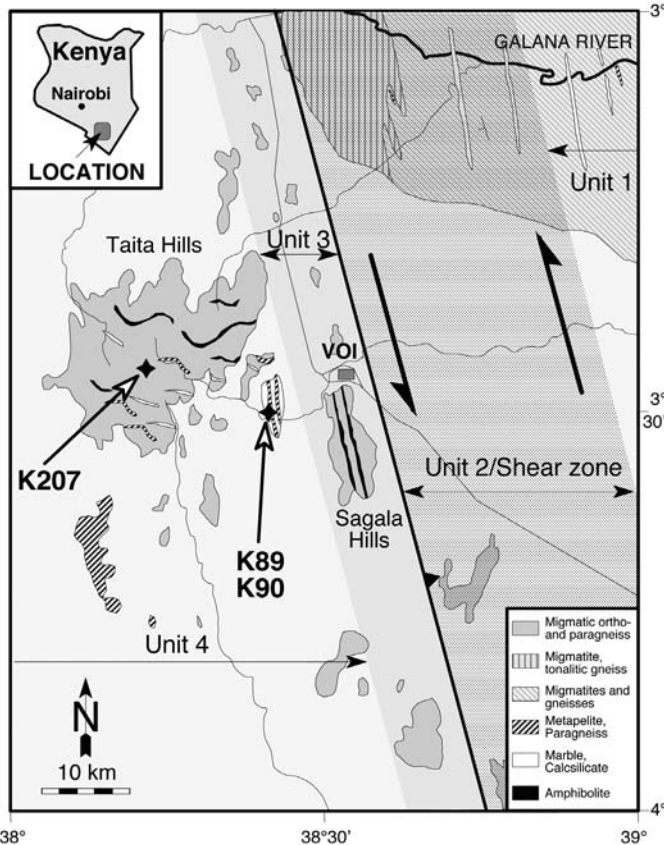 Kenya
Nairobi
LOCATION
3°
GALANA RIVER
Unit 1
Taita Hills
Unit 3
VOI
3°
30'
K207
Unit 2/Shear zone
Sagala
Hills
K89
K90
Unit 4
N
10 km
Migmatic ortho-
and paragneiss
Migmatite,
tonalitic gneiss
Migmatites and
gneisses
Metapelite,
Paragneiss
Marble,
Calcsilicate
Amphibolite
4°
38°
38°30'
39°